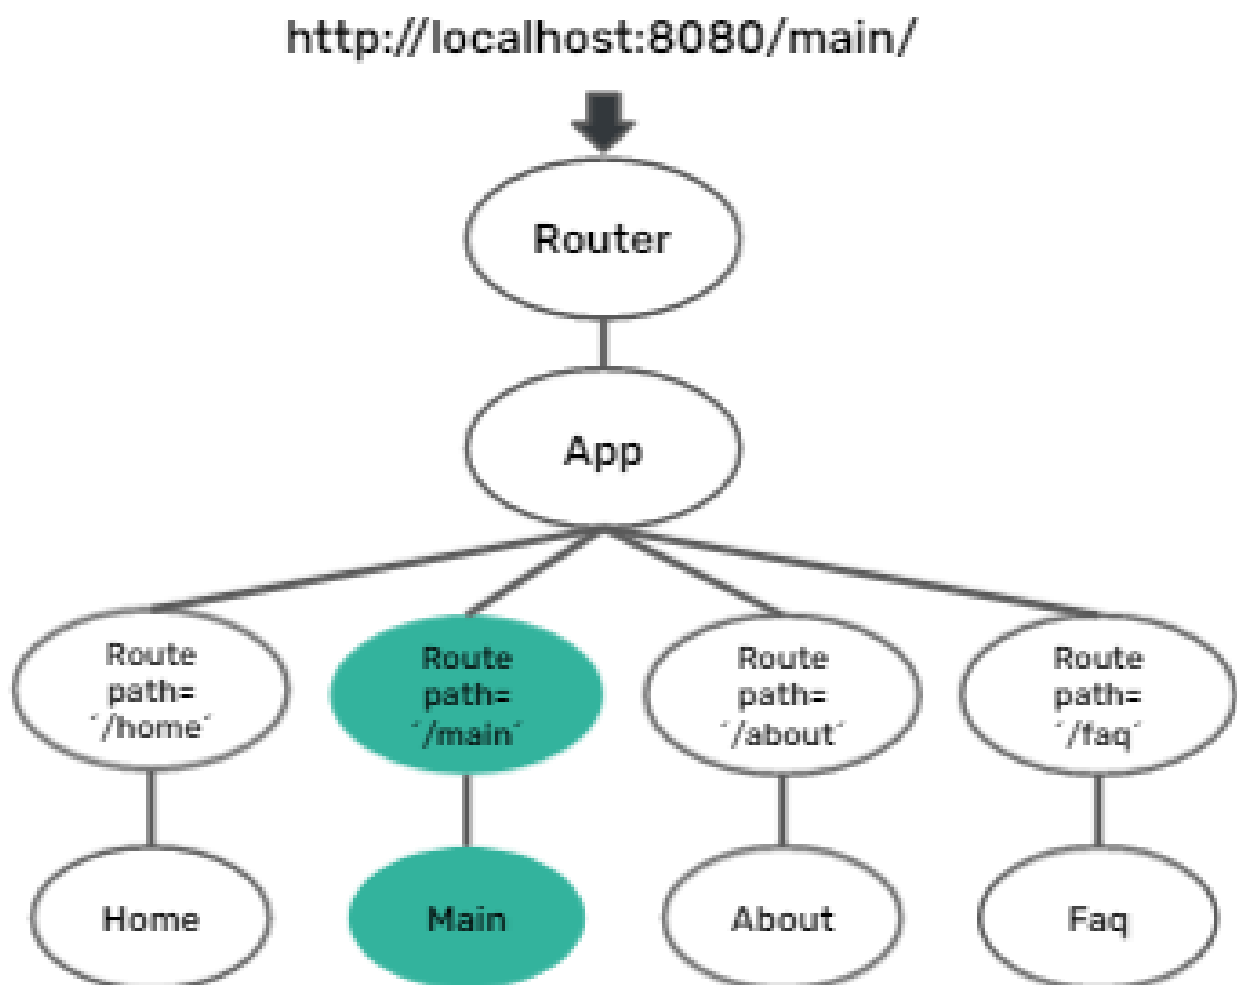 http://localhost:8080/main/
Router
App
Route
path=
´/home´
Route
path=
´/main´
Route
path=
´/about´
Route
path=
´/faq´
Home
Main
About
Faq